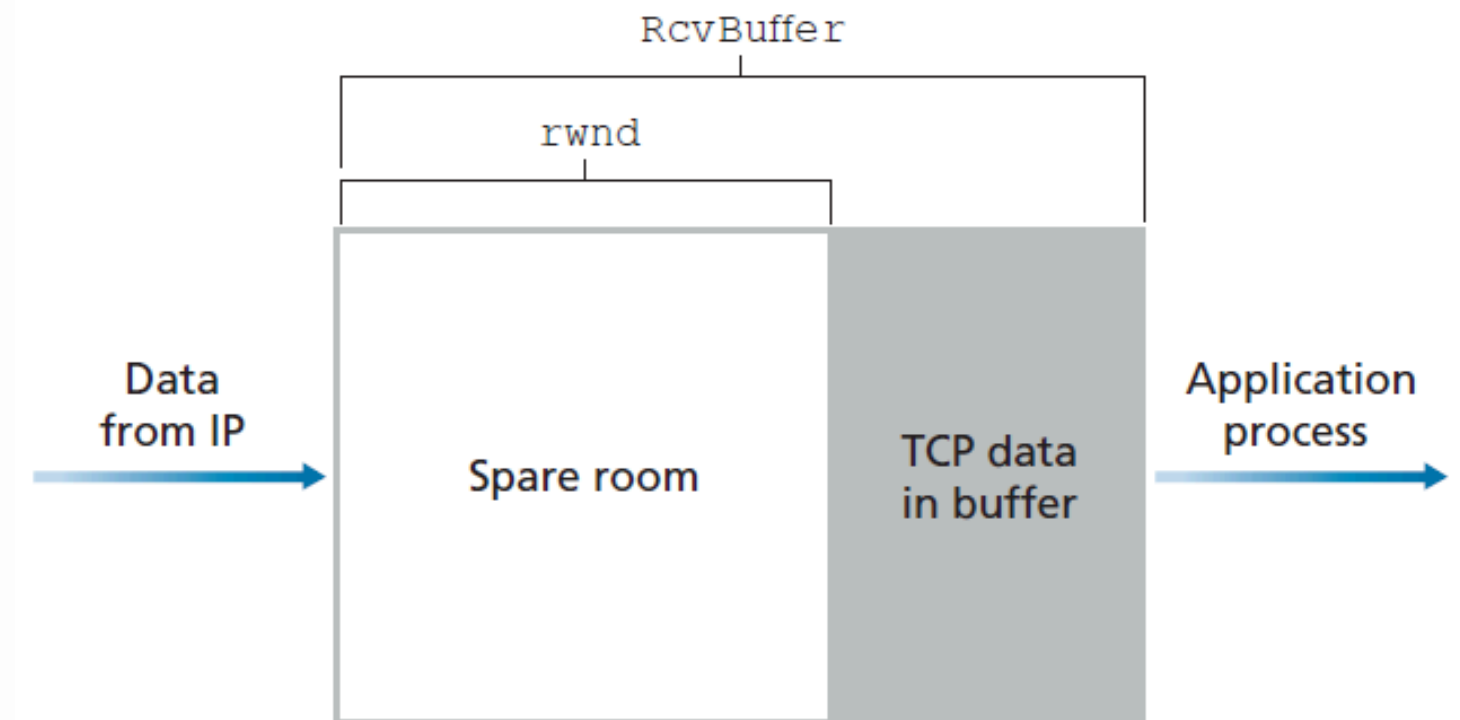 RcvBuffer
rwnd
Data
from IP
Spare room
TCP data
in buffer
Application
process